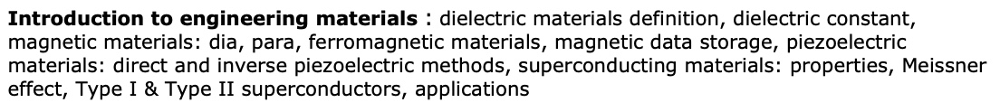 Introduction to engineering materials : dielectric materials definition, dielectric constant,
magnetic materials: dia, para, ferromagnetic materials, magnetic data storage, piezoelectric
materials: direct and inverse piezoelectric methods, superconducting materials: properties, Meissner
effect, Type I & Type II superconductors, applications